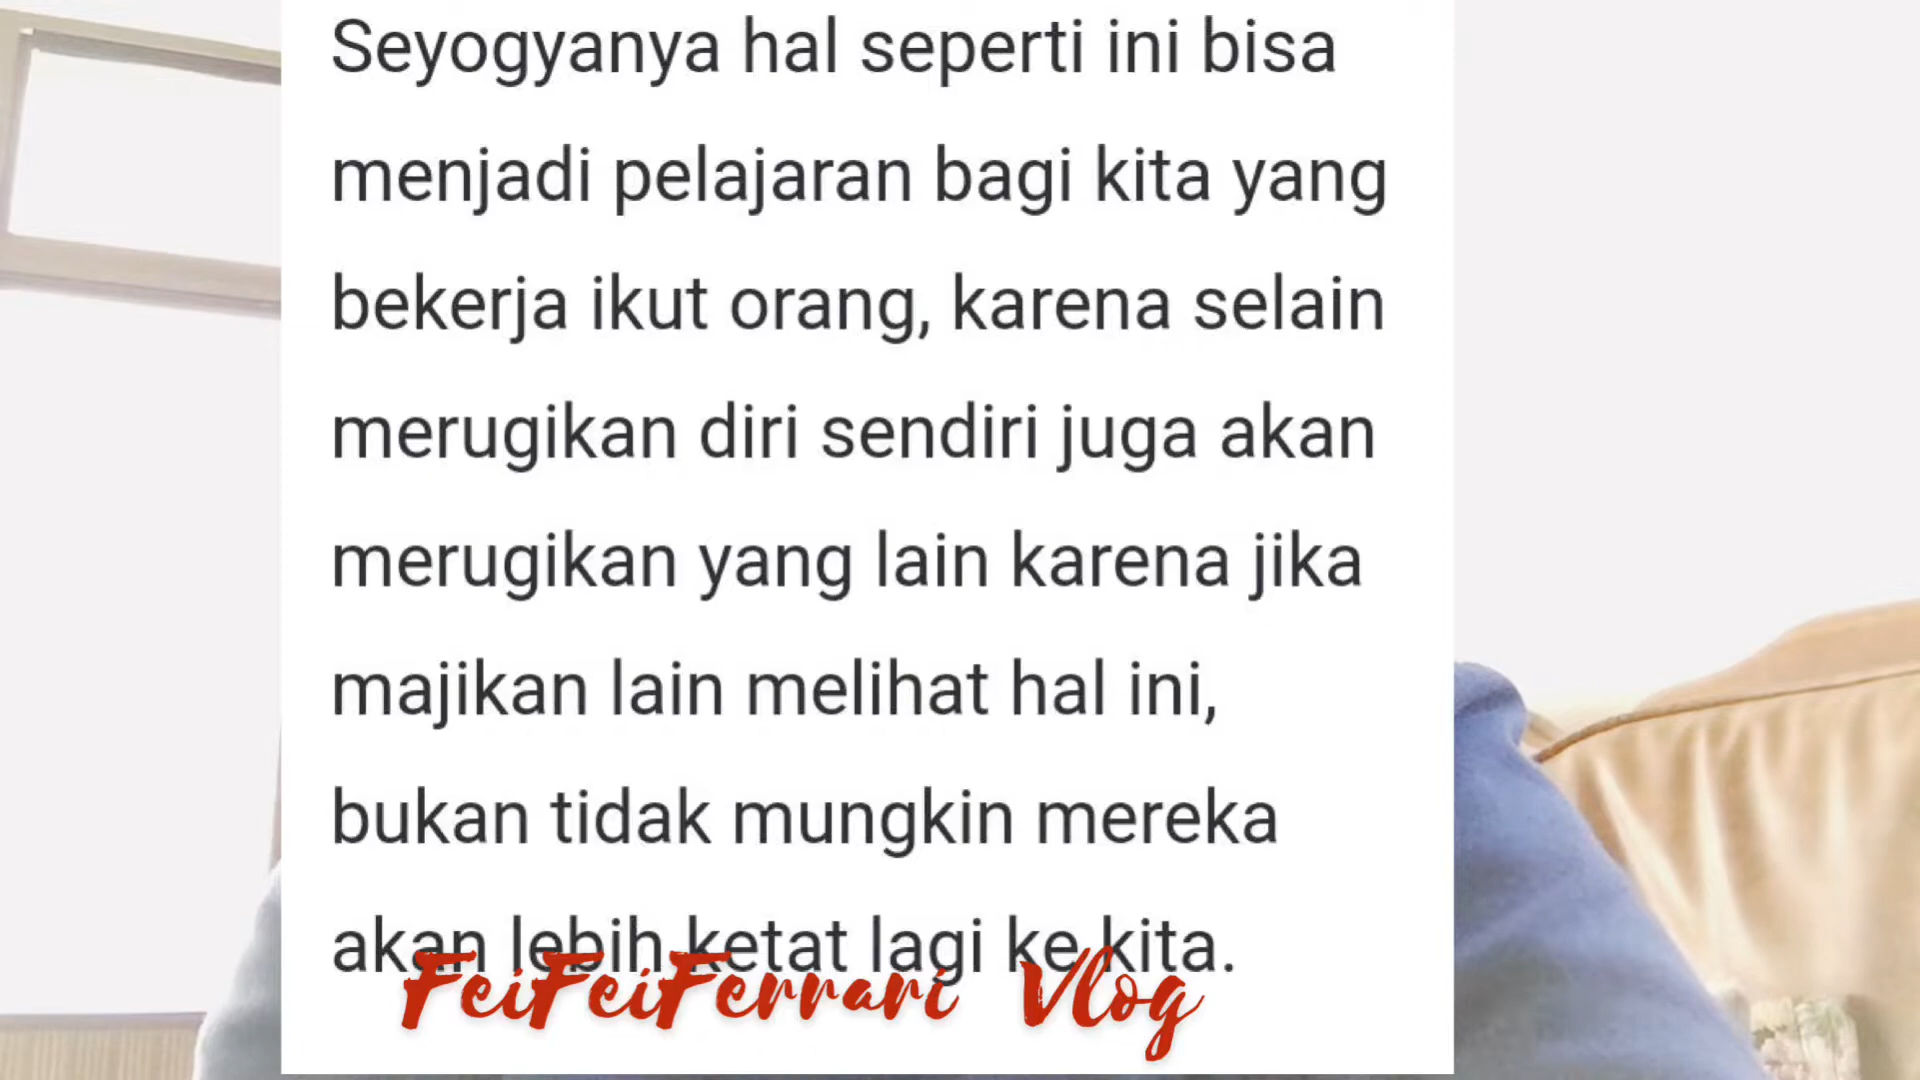 Seyogyanya hal seperti ini bisa
menjadi pelajaran bagi kita yang
bekerja ikut orang, karena selain
merugikan diri sendiri juga akan
merugikan yang lain karena jika
majikan lain melihat hal ini,
bukan tidak mungkin mereka
akan lebih ketat lagi ke kita.
FeiFeiFerrari Vlog